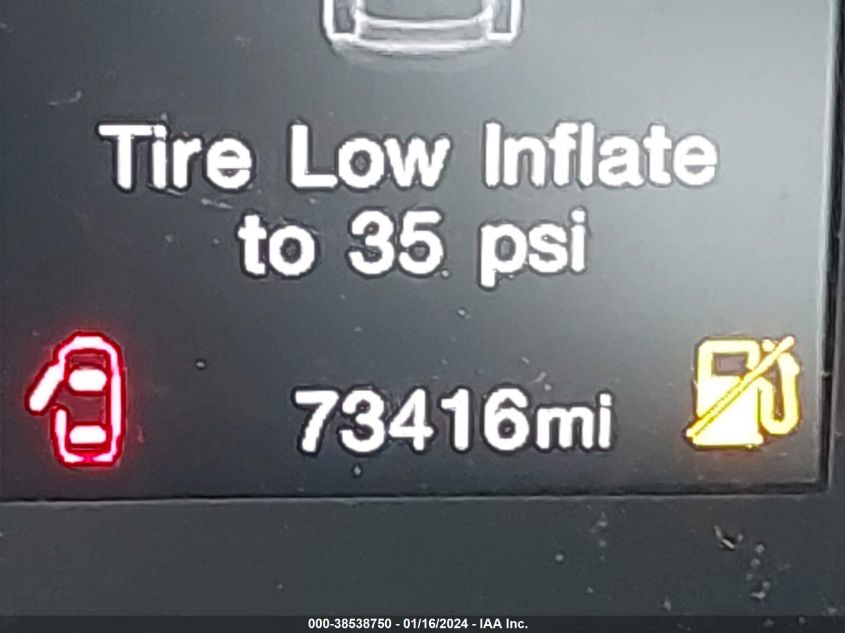 Tire Low Inflate
to 35 psi
73416mi
000-38538750 - 01/16/2024 - IAA Inc.